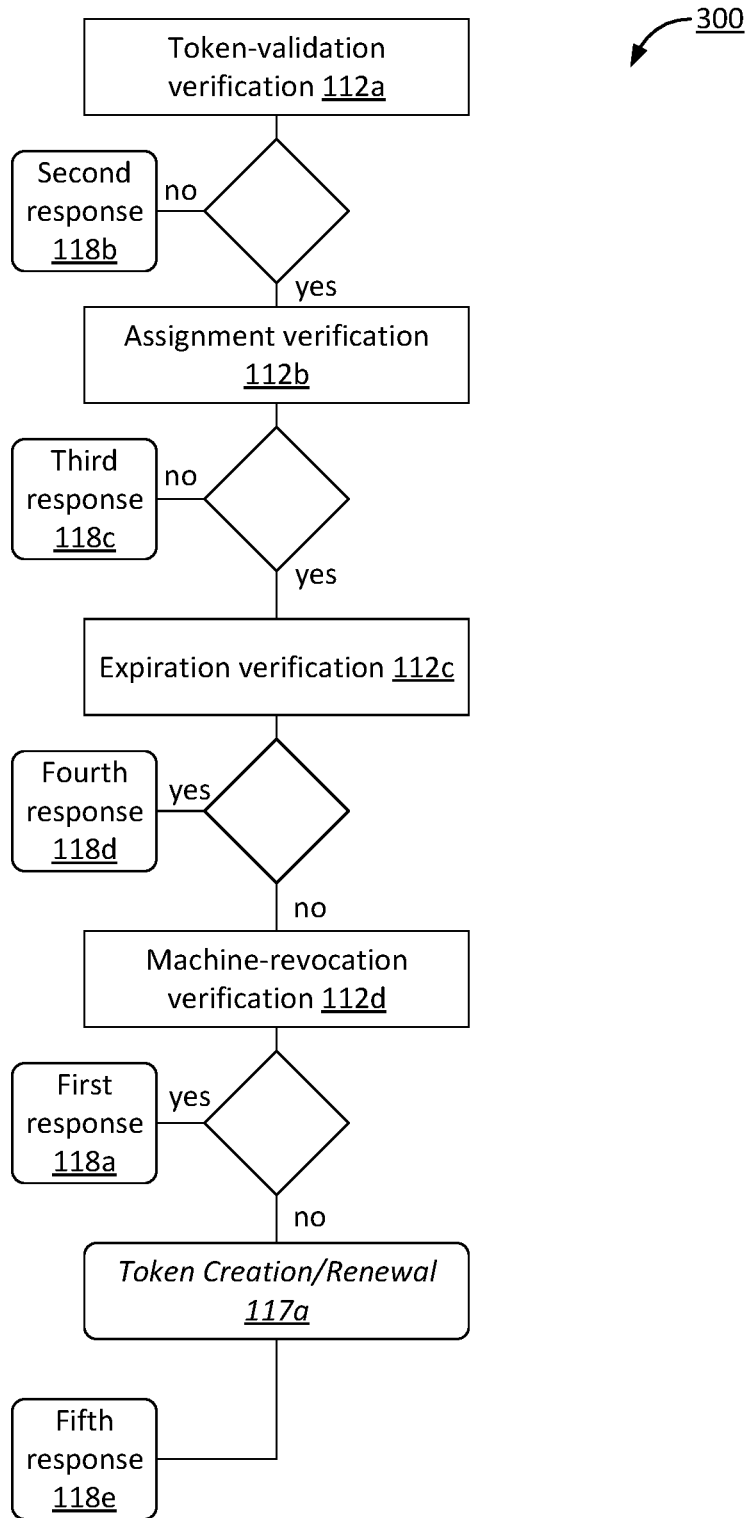 300
Token-validation
verification 112a
Second
response
118b
no
yes
Assignment verification
112b
Third
response
118c
no
yes
Expiration verification 112c
Fourth
response
118d
yes
no
Machine-revocation
verification 112d
First
response
118a
yes
no
Token Creation/Renewal
117a
Fifth
response
118e